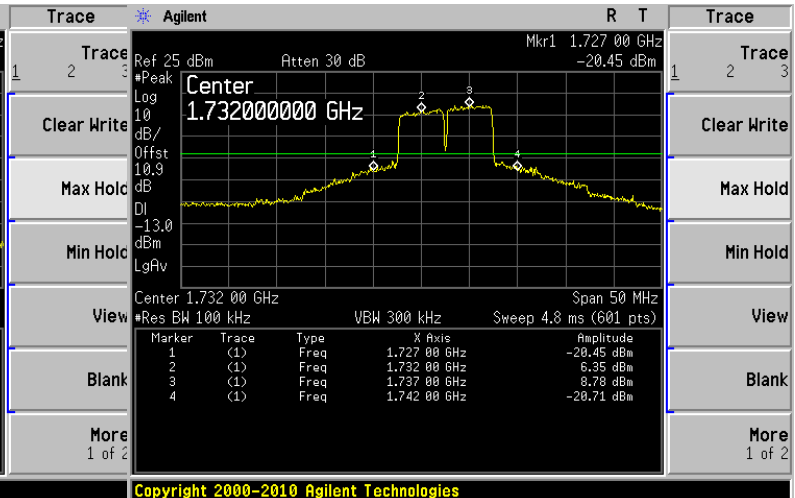 Trace
Trace
1 2 3
Clear Write
Max Hold
Min Hold
View
Blank
More
1 of 2
Agilent
R T
Mkr1 1.727 00 GHz
Ref 25 dBm
Atten 30 dB
-20.45 dBm
#Peak
Log
10
dB/
Offst
10.9
dB
DI
-13.0
dBm
LgAv
Center
1.732000000 GHz
1
2
3
4
Center 1.732 00 GHz
Span 50 MHz
#Res BW 100 kHz
VBW 300 kHz
Sweep 4.8 ms (601 pts)
Marker Trace Type X Axis Amplitude
1 (1) Freq 1.727 00 GHz -20.45 dBm
2 (1) Freq 1.732 00 GHz 6.35 dBm
3 (1) Freq 1.737 00 GHz 8.78 dBm
4 (1) Freq 1.742 00 GHz -20.71 dBm
Copyright 2000-2010 Agilent Technologies
Trace
Trace
1 2 3
Clear Write
Max Hold
Min Hold
View
Blank
More
1 of 2